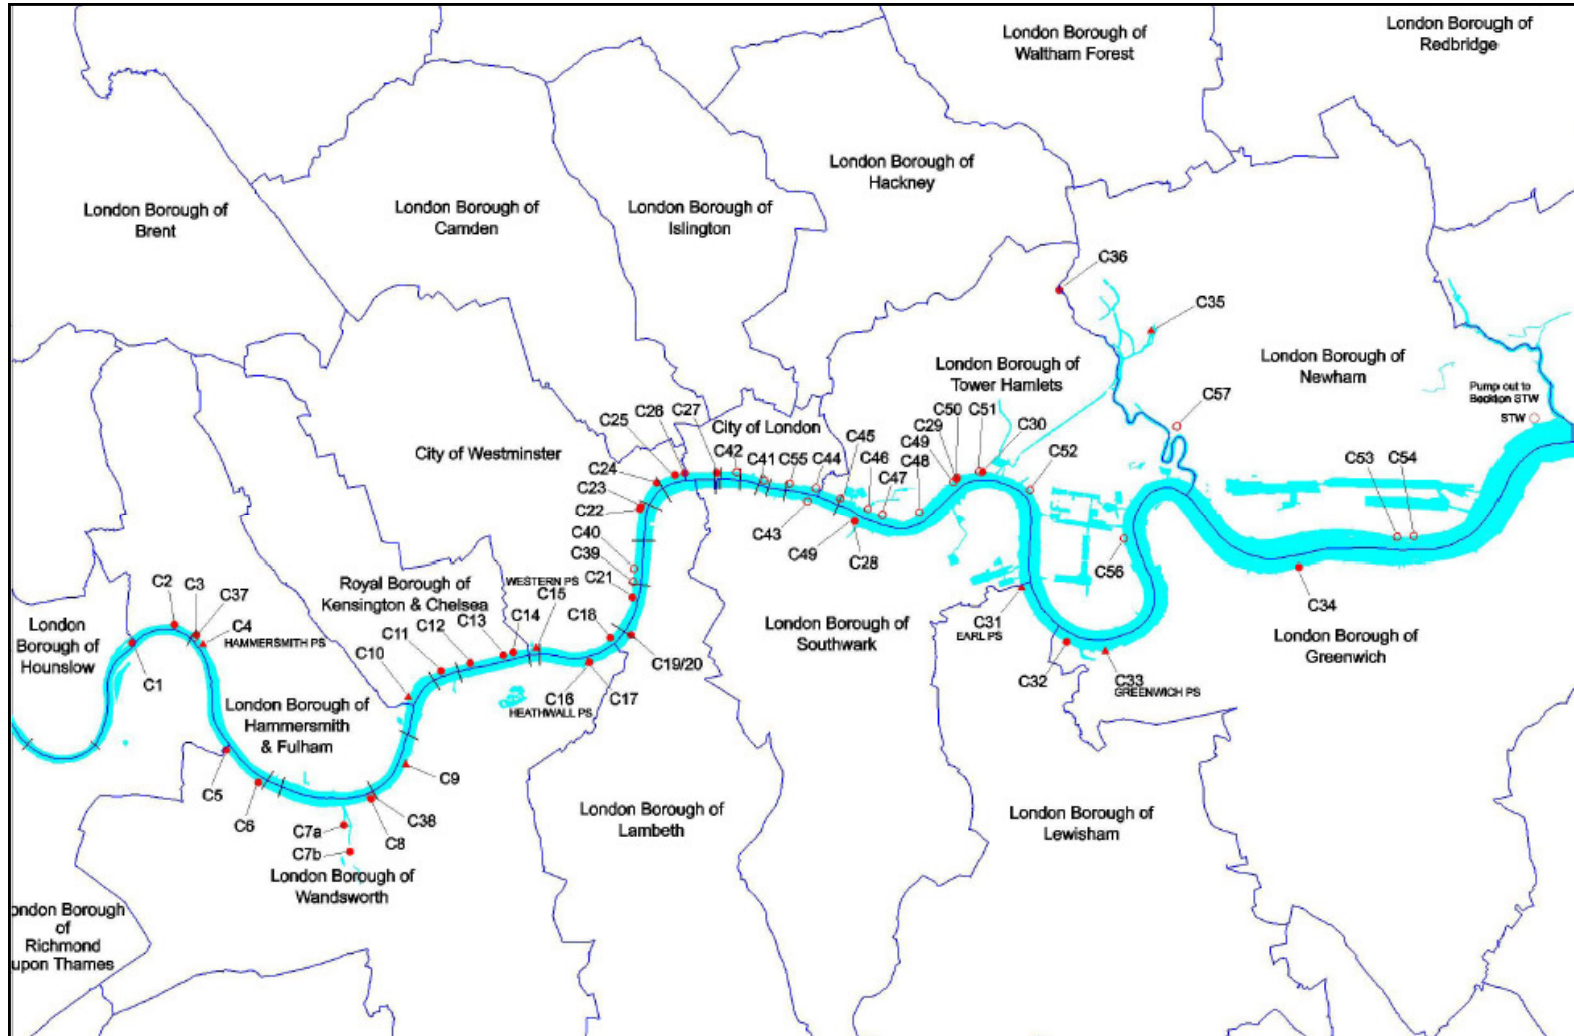 London Borough of
Waltham Forest
London Borough of
Redbridge
London Borough of
Hackney
London Borough of
Brent
London Borough of
Camden
London Borough of
Islington
C36
C35
London Borough of
Tower Hamlets
London Borough of
Newham
Pump out to
Beckton STW
STW
C57
City of Westminster
City of London
C25
C26
C27
C24
C23
C22
C40
C39
C21
C42
C41
C55
C44
C45
C46
C47
C48
C49
C29
C50
C51
C30
C52
C53
C54
C43
C49
C28
C56
C34
C31
EARL PS
C32
C33
GREENWICH PS
London Borough of
Greenwich
London Borough of
Southwark
Royal Borough of
Kensington & Chelsea
WESTERN PS
C15
C14
C13
C12
C11
C10
C18
C19/20
C16
C17
HEATHWALL PS
C2
C3
C37
C4
HAMMERSMITH PS
C1
London
Borough of
Hounslow
London Borough of
Hammersmith
& Fulham
C5
C6
C7a
C7b
C8
C38
C9
London Borough of
Wandsworth
London Borough of
Lambeth
London Borough of
Lewisham
ondon Borough
of
Richmond
upon Thames